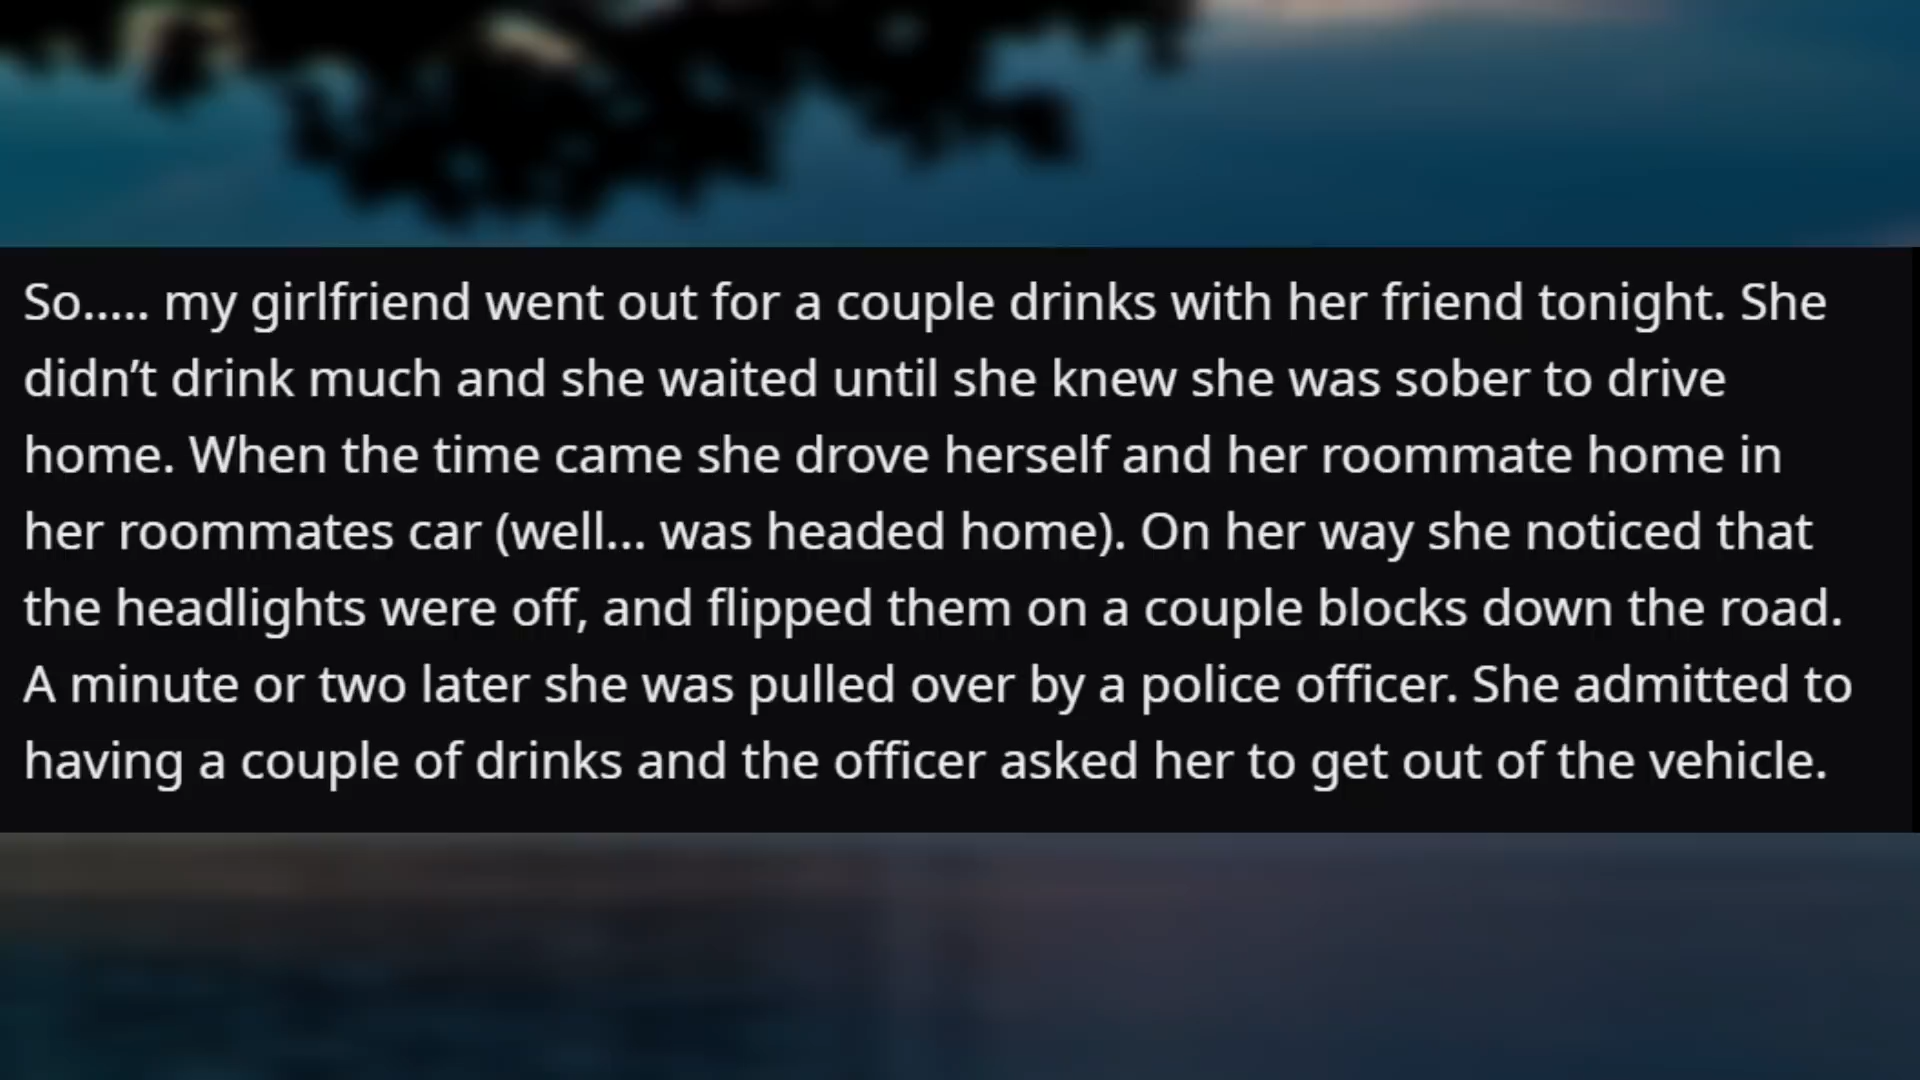 So..... my girlfriend went out for a couple drinks with her friend tonight. She
didn’t drink much and she waited until she knew she was sober to drive
home. When the time came she drove herself and her roommate home in
her roommates car (well... was headed home). On her way she noticed that
the headlights were off, and flipped them on a couple blocks down the road.
A minute or two later she was pulled over by a police officer. She admitted to
having a couple of drinks and the officer asked her to get out of the vehicle.